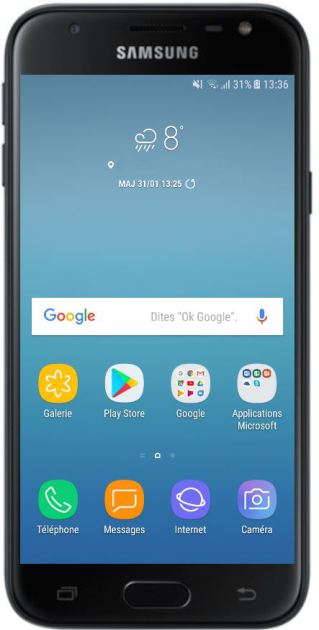 SAMSUNG
31% 13:36
8°
MAJ 31/01 13:25
Google Dites "Ok Google".
Galerie Play Store Google Applications
Microsoft
Téléphone Messages Internet Caméra